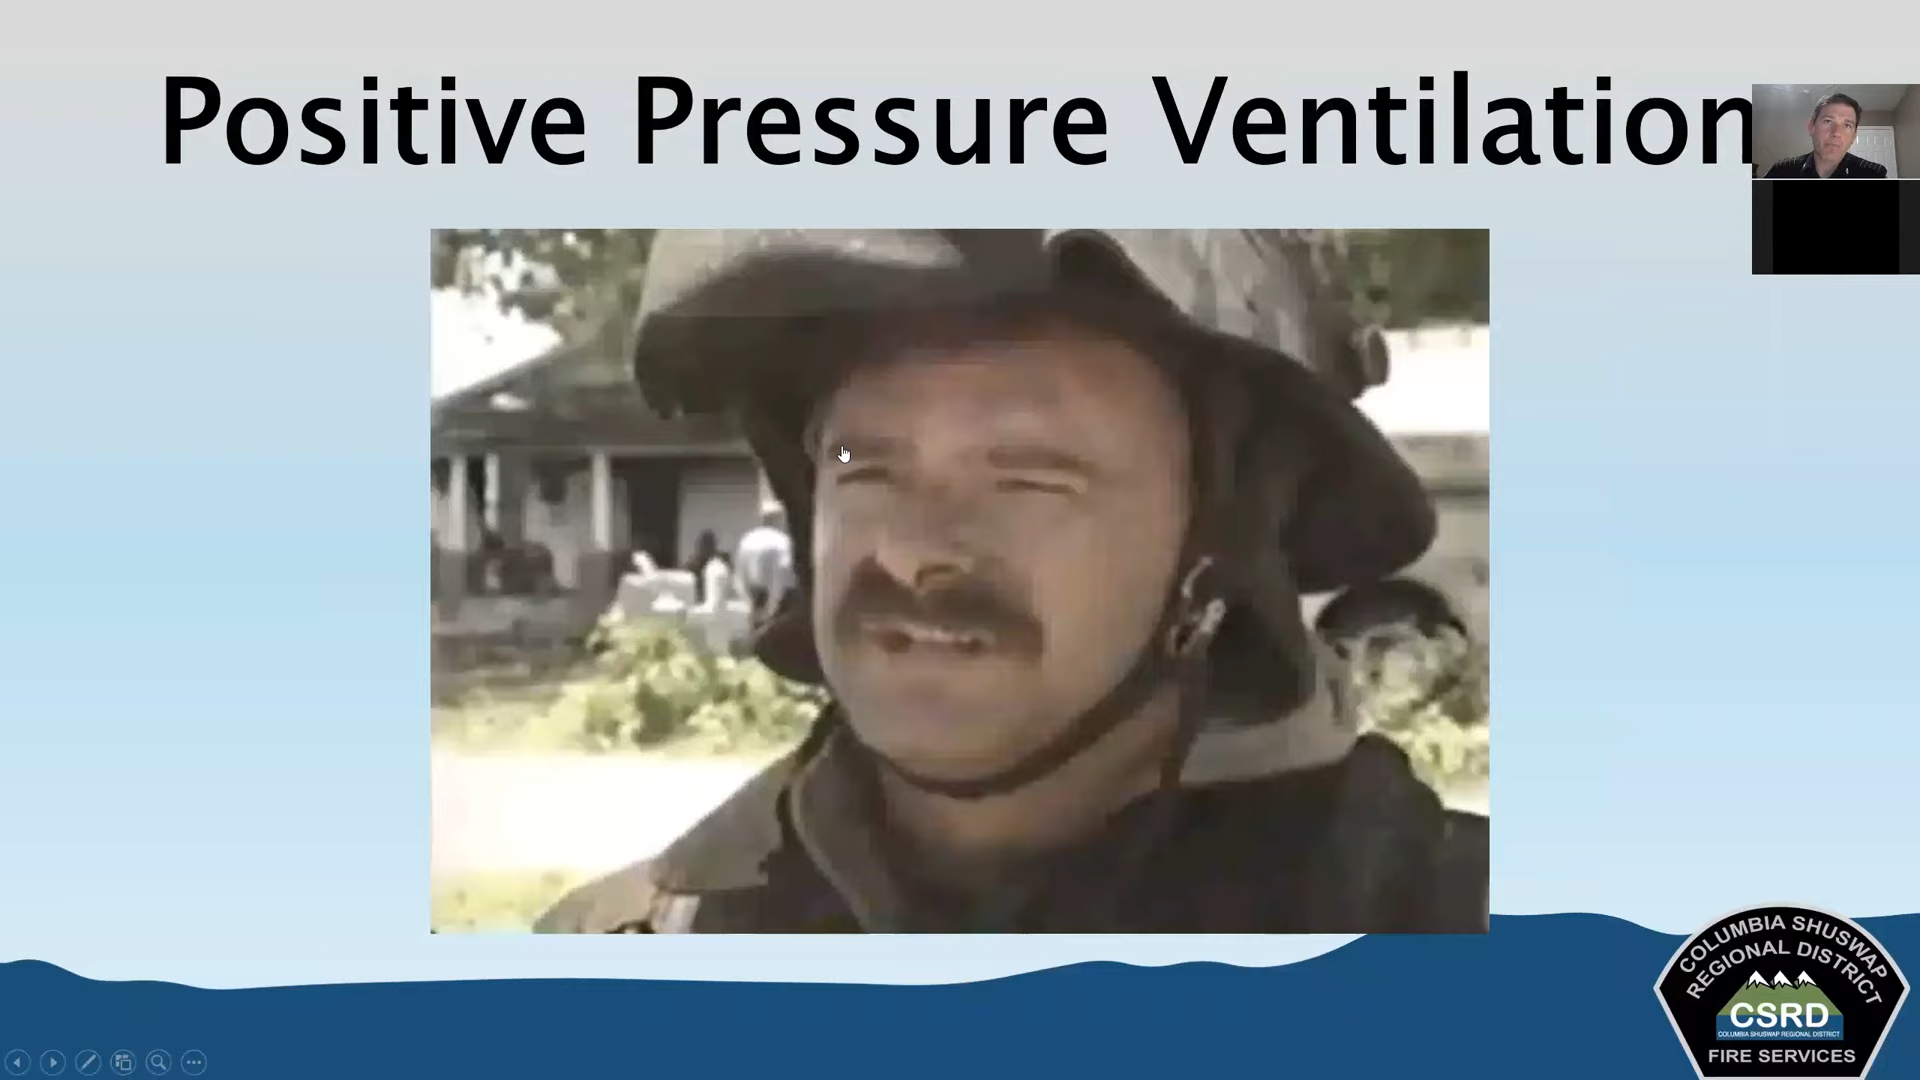 Positive Pressure Ventilation
COLUMBIA SHUSWAP
REGIONAL DISTRICT
CSRD
COLUMBIA SHUSWAP REGIONAL DISTRICT
FIRE SERVICES